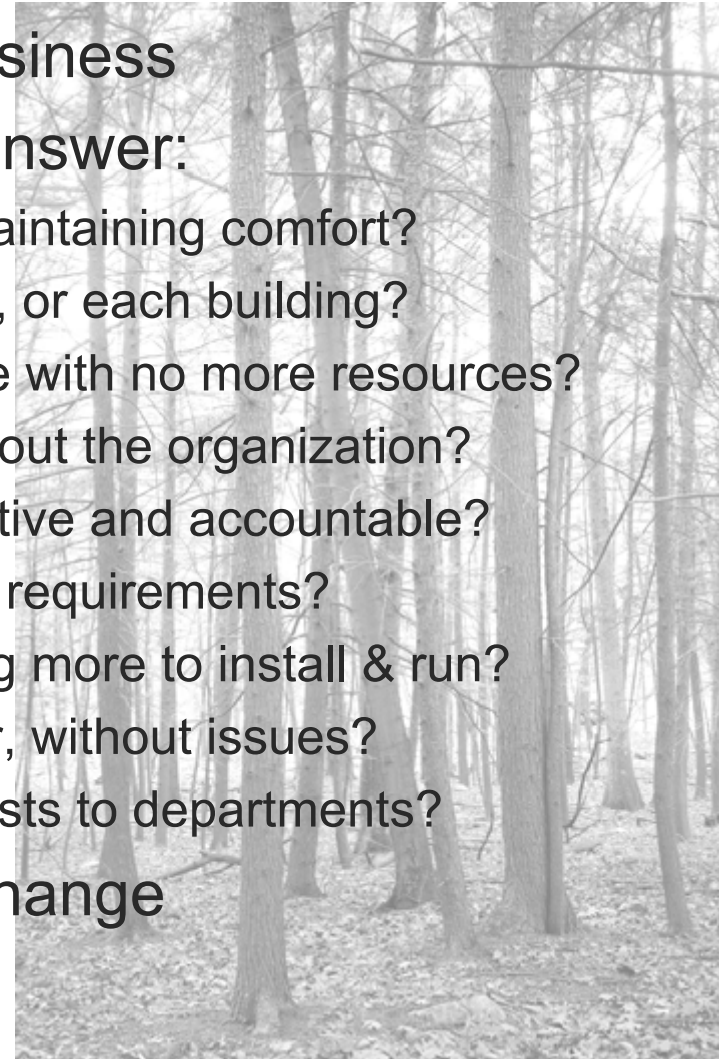 siness
nswer:
aintaining comfort?
, or each building?
e with no more resources?
out the organization?
tive and accountable?
requirements?
g more to install & run?
r, without issues?
sts to departments?
hange